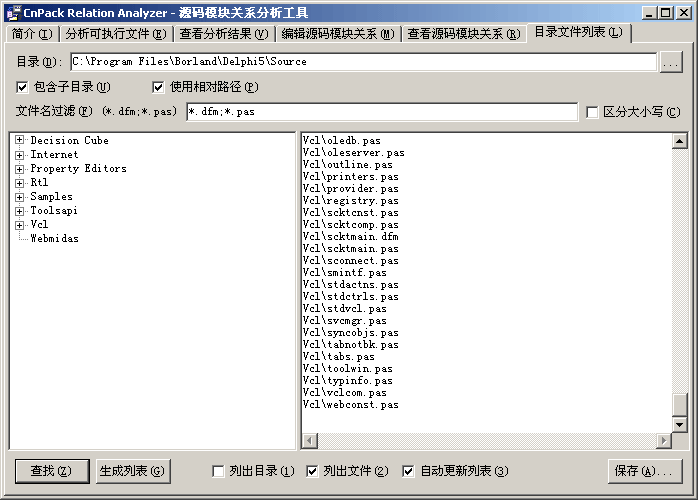 CnPack Relation Analyzer - 源码模块关系分析工具
简介(I) 分析可执行文件(E) 查看分析结果(V) 编辑源码模块关系(M) 查看源码模块关系(R) 目录文件列表(L)
目录(D): C:\Program Files\Borland\Delphi5\Source ...
包含子目录(U) 使用相对路径(P)
文件名过滤(F) (*.dfm;*.pas) *.dfm;*.pas 区分大小写(C)
Decision Cube
Internet
Property Editors
Rtl
Samples
Toolsapi
Vcl
Webmidas
Vcl\oledb.pas
Vcl\oleserver.pas
Vcl\outline.pas
Vcl\printers.pas
Vcl\provider.pas
Vcl\registry.pas
Vcl\scktcnst.pas
Vcl\scktcomp.pas
Vcl\scktmain.dfm
Vcl\scktmain.pas
Vcl\sconnect.pas
Vcl\smintf.pas
Vcl\stdactns.pas
Vcl\stdctrls.pas
Vcl\stdvcl.pas
Vcl\svcmgr.pas
Vcl\syncobjs.pas
Vcl\tabnotbk.pas
Vcl\tabs.pas
Vcl\toolwin.pas
Vcl\typinfo.pas
Vcl\vclcom.pas
Vcl\webconst.pas
查找(Z) 生成列表(G) 列出目录(1) 列出文件(2) 自动更新列表(3) 保存(A)...